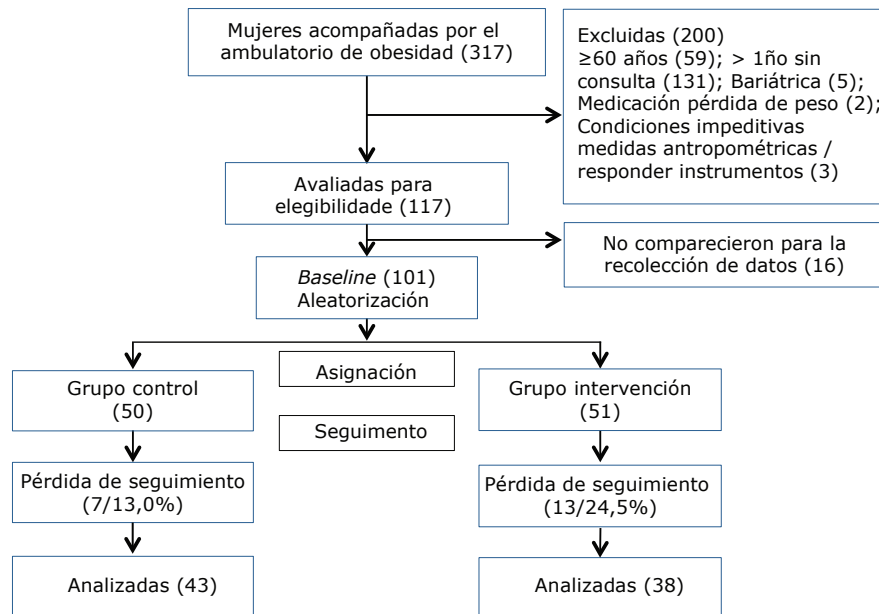 Mujeres acompañadas por el
ambulatorio de obesidad (317)
Excluidas (200)
≥60 años (59); > 1ño sin
consulta (131); Bariátrica (5);
Medicación pérdida de peso (2);
Condiciones impeditivas
medidas antropométricas /
responder instrumentos (3)
Avaliadas para
elegibilidade (117)
No comparecieron para la
recolección de datos (16)
Baseline (101)
Aleatorización
Asignación
Grupo control
(50)
Grupo intervención
(51)
Seguimento
Pérdida de seguimiento
(7/13,0%)
Pérdida de seguimiento
(13/24,5%)
Analizadas (43)
Analizadas (38)